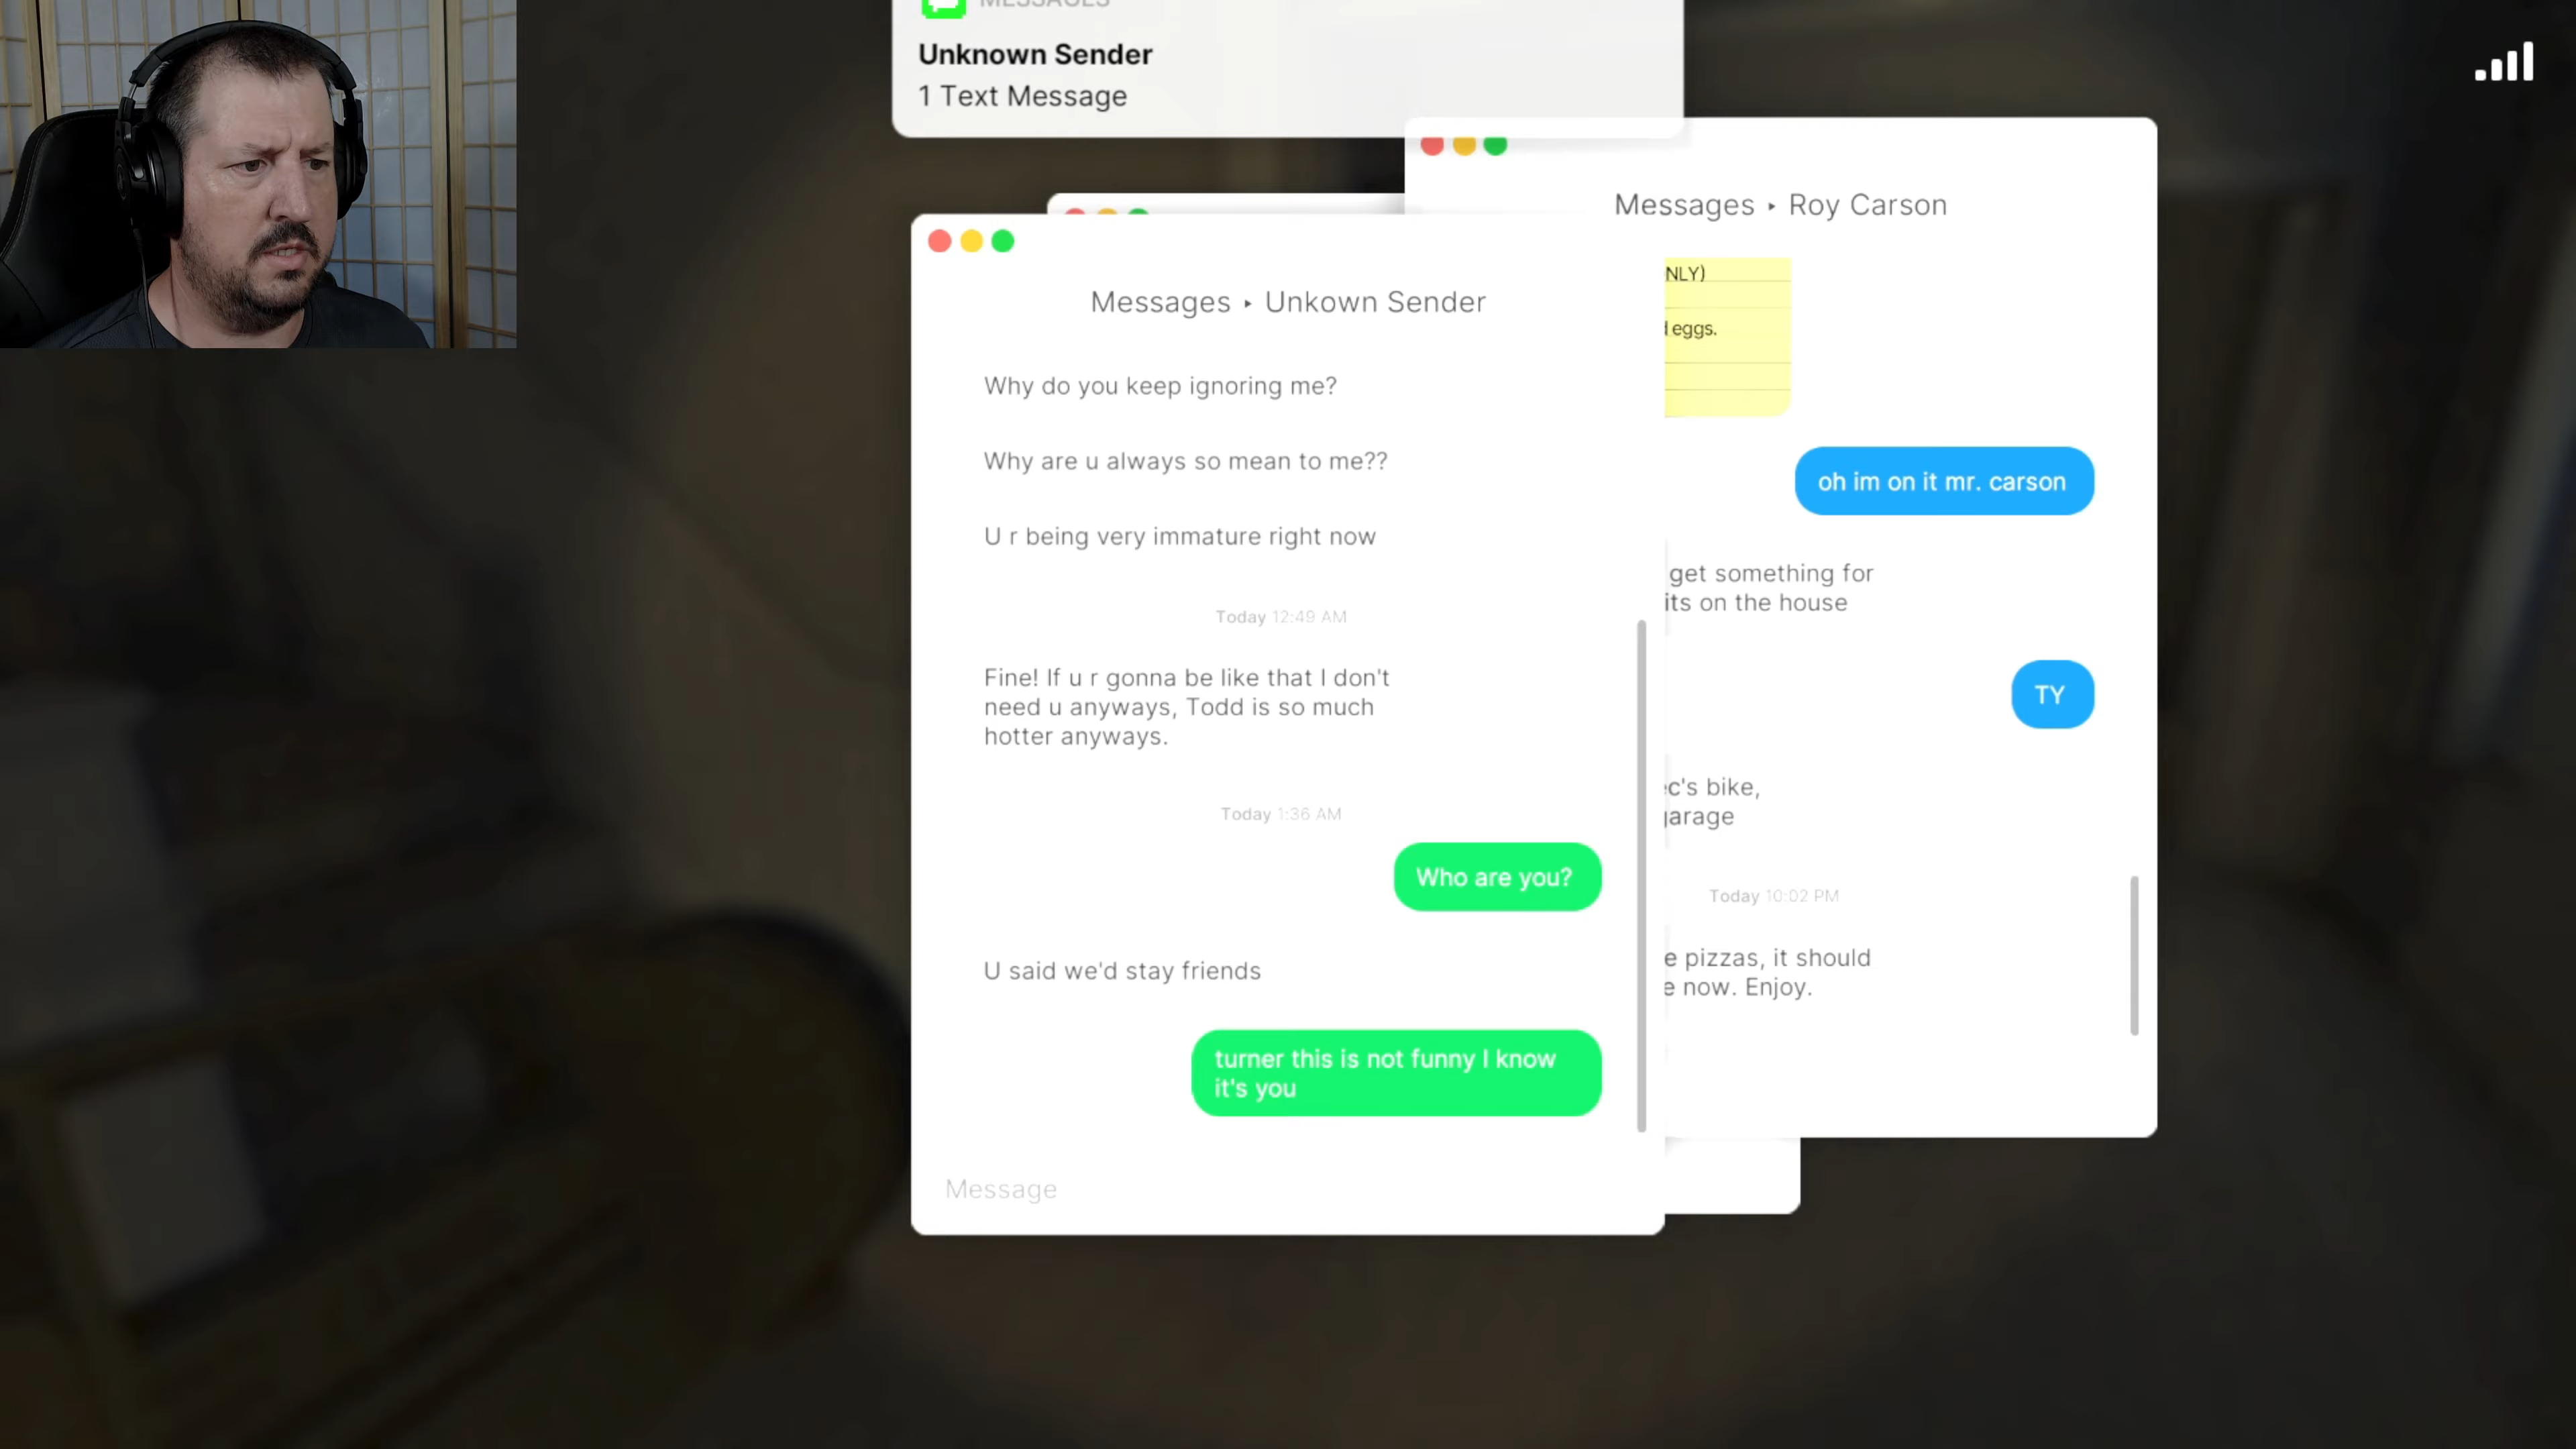 MESSAGES
Unknown Sender
1 Text Message
Messages ▸ Roy Carson
NLY)
eggs.
oh im on it mr. carson
get something for
its on the house
TY
c's bike,
garage
Today 10:02 PM
e pizzas, it should
e now. Enjoy.
Messages ▸ Unkown Sender
Why do you keep ignoring me?
Why are u always so mean to me??
U r being very immature right now
Today 12:49 AM
Fine! If u r gonna be like that I don't
need u anyways, Todd is so much
hotter anyways.
Today 1:36 AM
Who are you?
U said we'd stay friends
turner this is not funny I know
it's you
Message